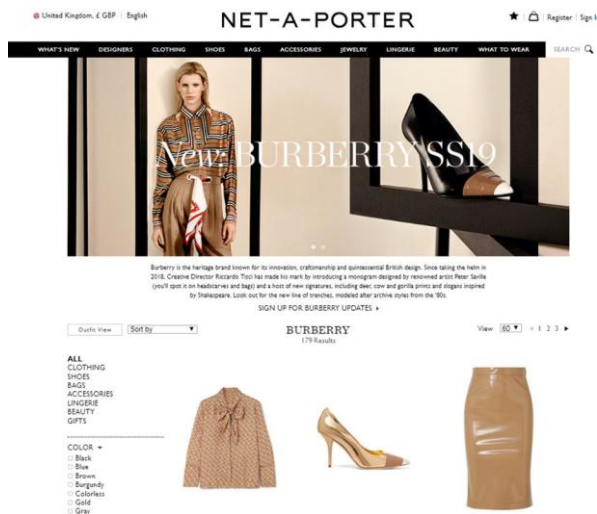 United Kingdom, £ GBP English
NET-A-PORTER
Register Sign
WHAT'S NEW DESIGNERS CLOTHING SHOES BAGS ACCESSORIES JEWELRY LINGERIE BEAUTY WHAT TO WEAR SEARCH
New: BURBERRY SS19
Burberry is the heritage brand known for its innovation, craftsmanship and quintessential British design. Since taking the helm in
2018, Creative Director Riccardo Tisci has made his mark by introducing a monogram designed by renowned artist Peter Saville
(you'll spot it on headscarves and bags) and a host of new signatures, including deer, cow and gorilla prints and slogans inspired
by Shakespeare. Look out for the new line of trenches, modeled after archive styles from the '80s.
SIGN UP FOR BURBERRY UPDATES
Outfit View Sort by BURBERRY View 60 1 2 3
179 Results
ALL
CLOTHING
SHOES
BAGS
ACCESSORIES
LINGERIE
BEAUTY
GIFTS
COLOR
Black
Blue
Brown
Burgundy
Colorless
Gold
Gray